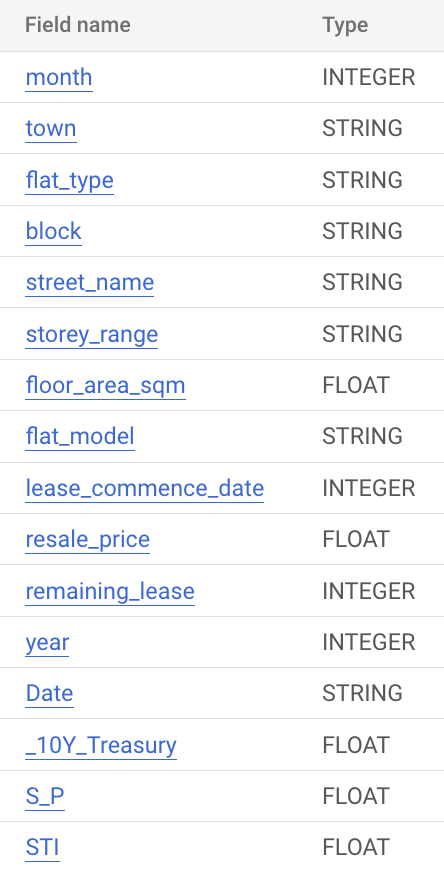 Field name Type
month INTEGER
town STRING
flat_type STRING
block STRING
street_name STRING
storey_range STRING
floor_area_sqm FLOAT
flat_model STRING
lease_commence_date INTEGER
resale_price FLOAT
remaining_lease INTEGER
year INTEGER
Date STRING
_10Y_Treasury FLOAT
S_P FLOAT
STI FLOAT